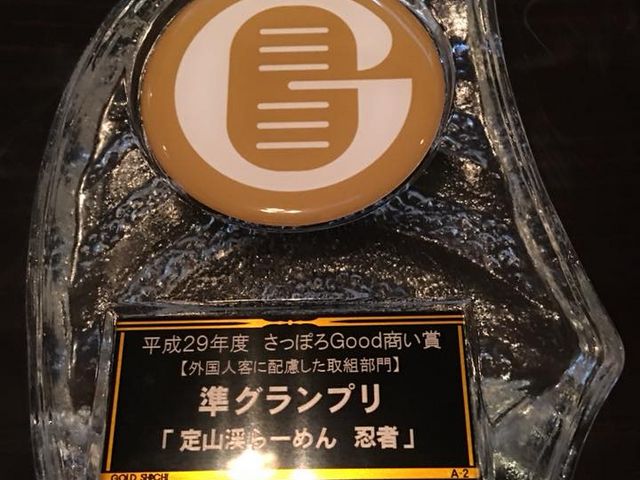 G
平成29年度 さっぽろGood商い賞
【外国人客に配慮した取組部門】
準グランプリ
「定山渓らーめん 忍者」
GOLD SHACHI A-2